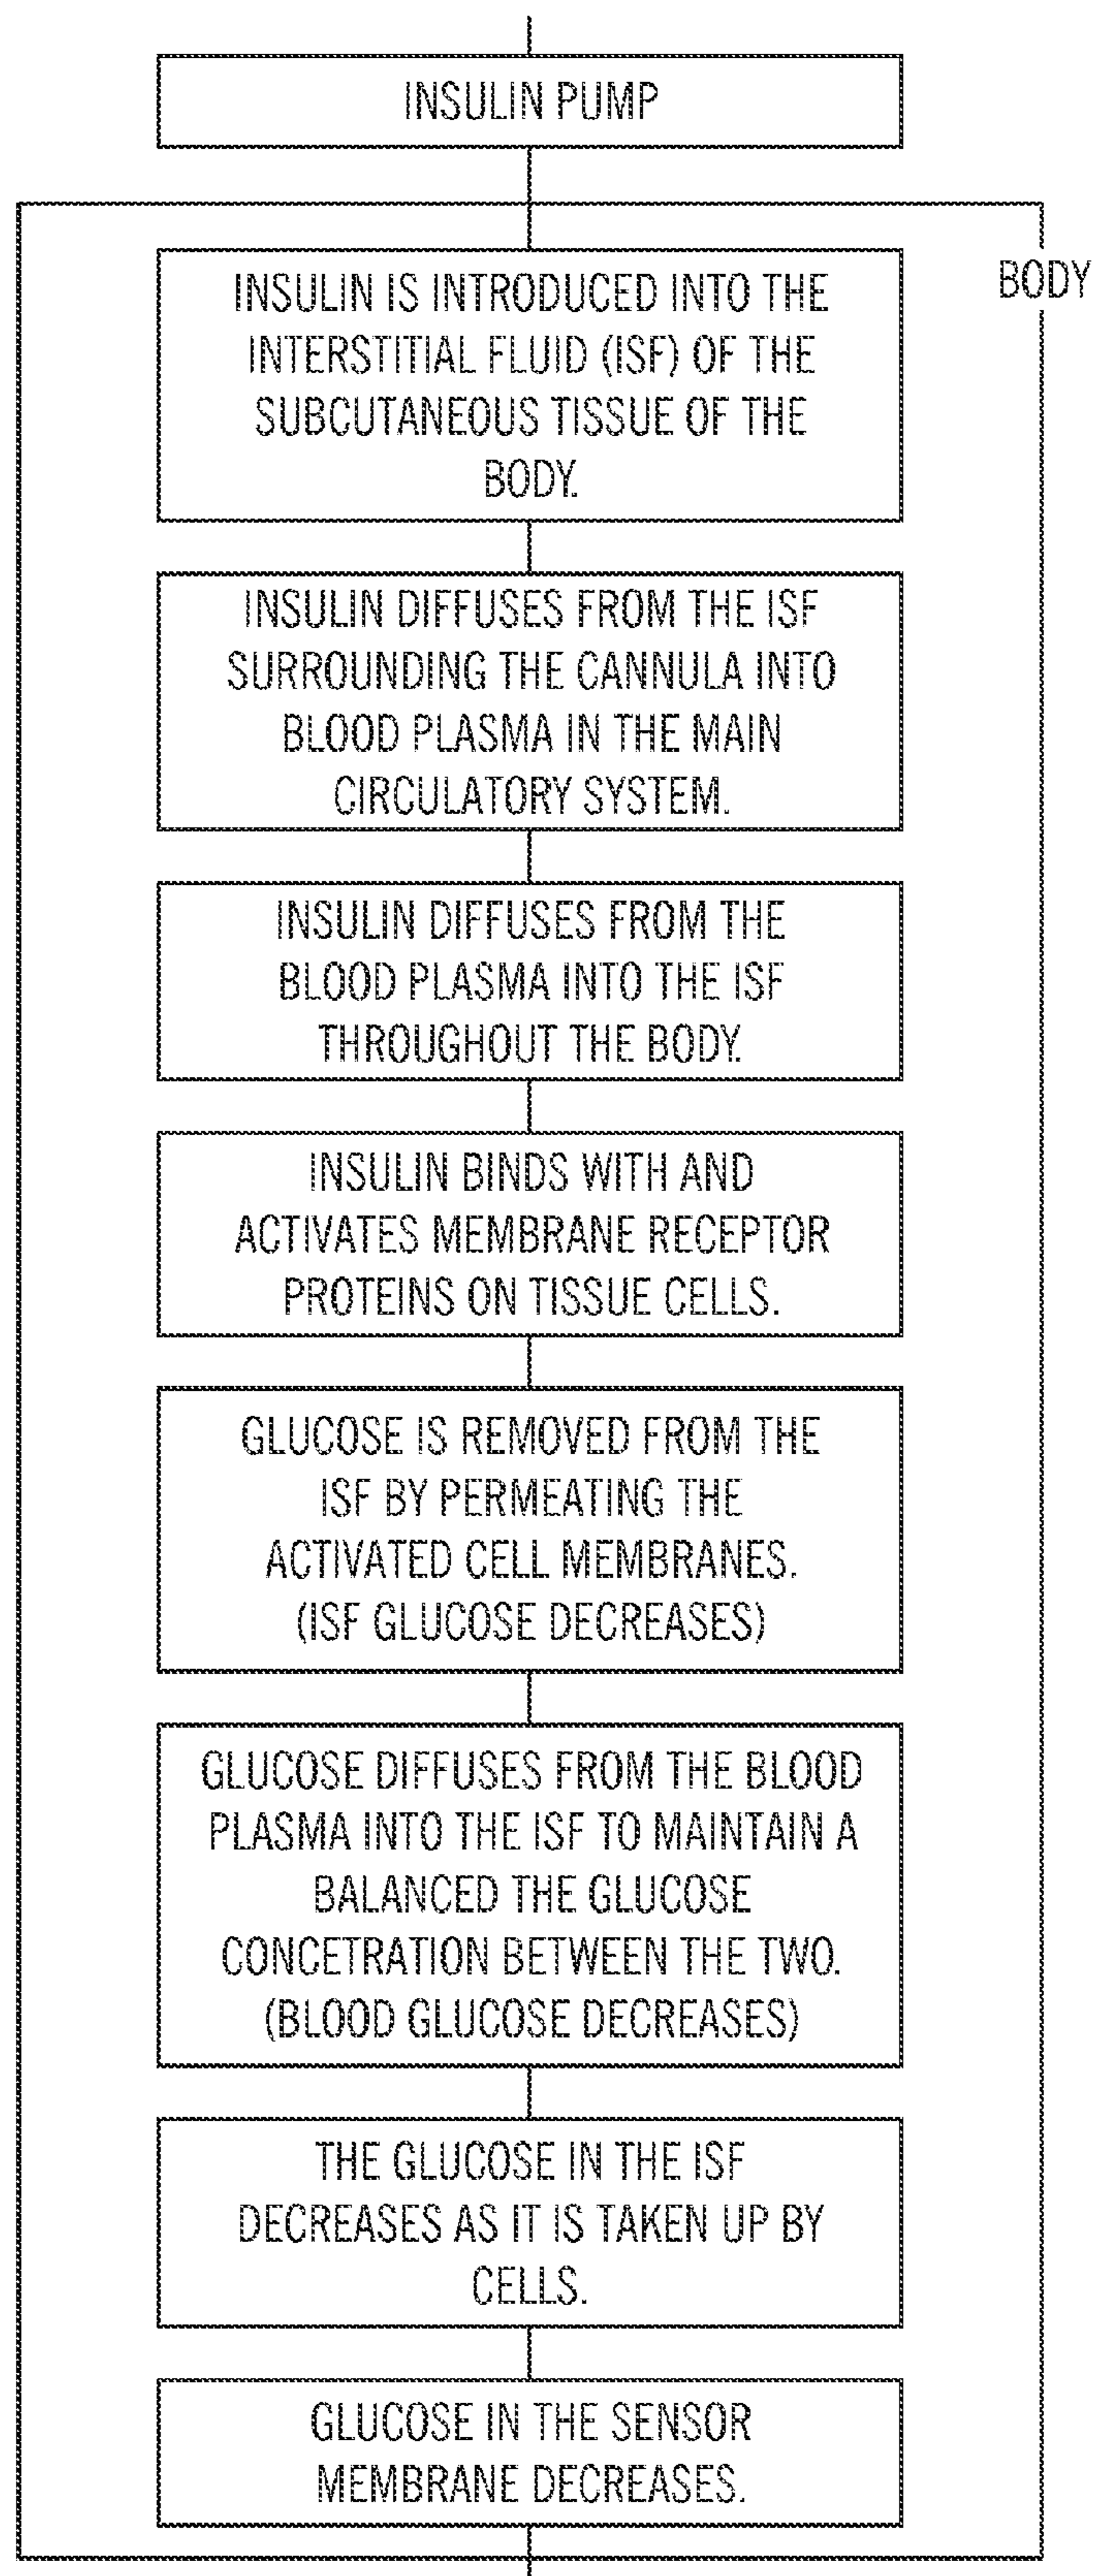 INSULIN PUMP
BODY
INSULIN IS INTRODUCED INTO THE
INTERSTITIAL FLUID (ISF) OF THE
SUBCUTANEOUS TISSUE OF THE
BODY.
INSULIN DIFFUSES FROM THE ISF
SURROUNDING THE CANNULA INTO
BLOOD PLASMA IN THE MAIN
CIRCULATORY SYSTEM.
INSULIN DIFFUSES FROM THE
BLOOD PLASMA INTO THE ISF
THROUGHOUT THE BODY.
INSULIN BINDS WITH AND
ACTIVATES MEMBRANE RECEPTOR
PROTEINS ON TISSUE CELLS.
GLUCOSE IS REMOVED FROM THE
ISF BY PERMEATING THE
ACTIVATED CELL MEMBRANES.
(ISF GLUCOSE DECREASES)
GLUCOSE DIFFUSES FROM THE BLOOD
PLASMA INTO THE ISF TO MAINTAIN A
BALANCED THE GLUCOSE
CONCETRATION BETWEEN THE TWO.
(BLOOD GLUCOSE DECREASES)
THE GLUCOSE IN THE ISF
DECREASES AS IT IS TAKEN UP BY
CELLS.
GLUCOSE IN THE SENSOR
MEMBRANE DECREASES.